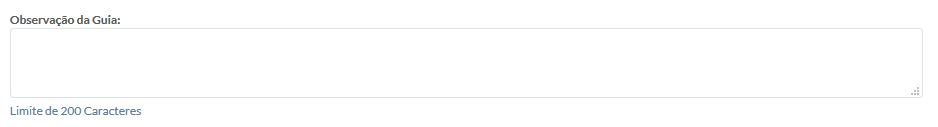 Observação da Guia:
Limite de 200 Caracteres